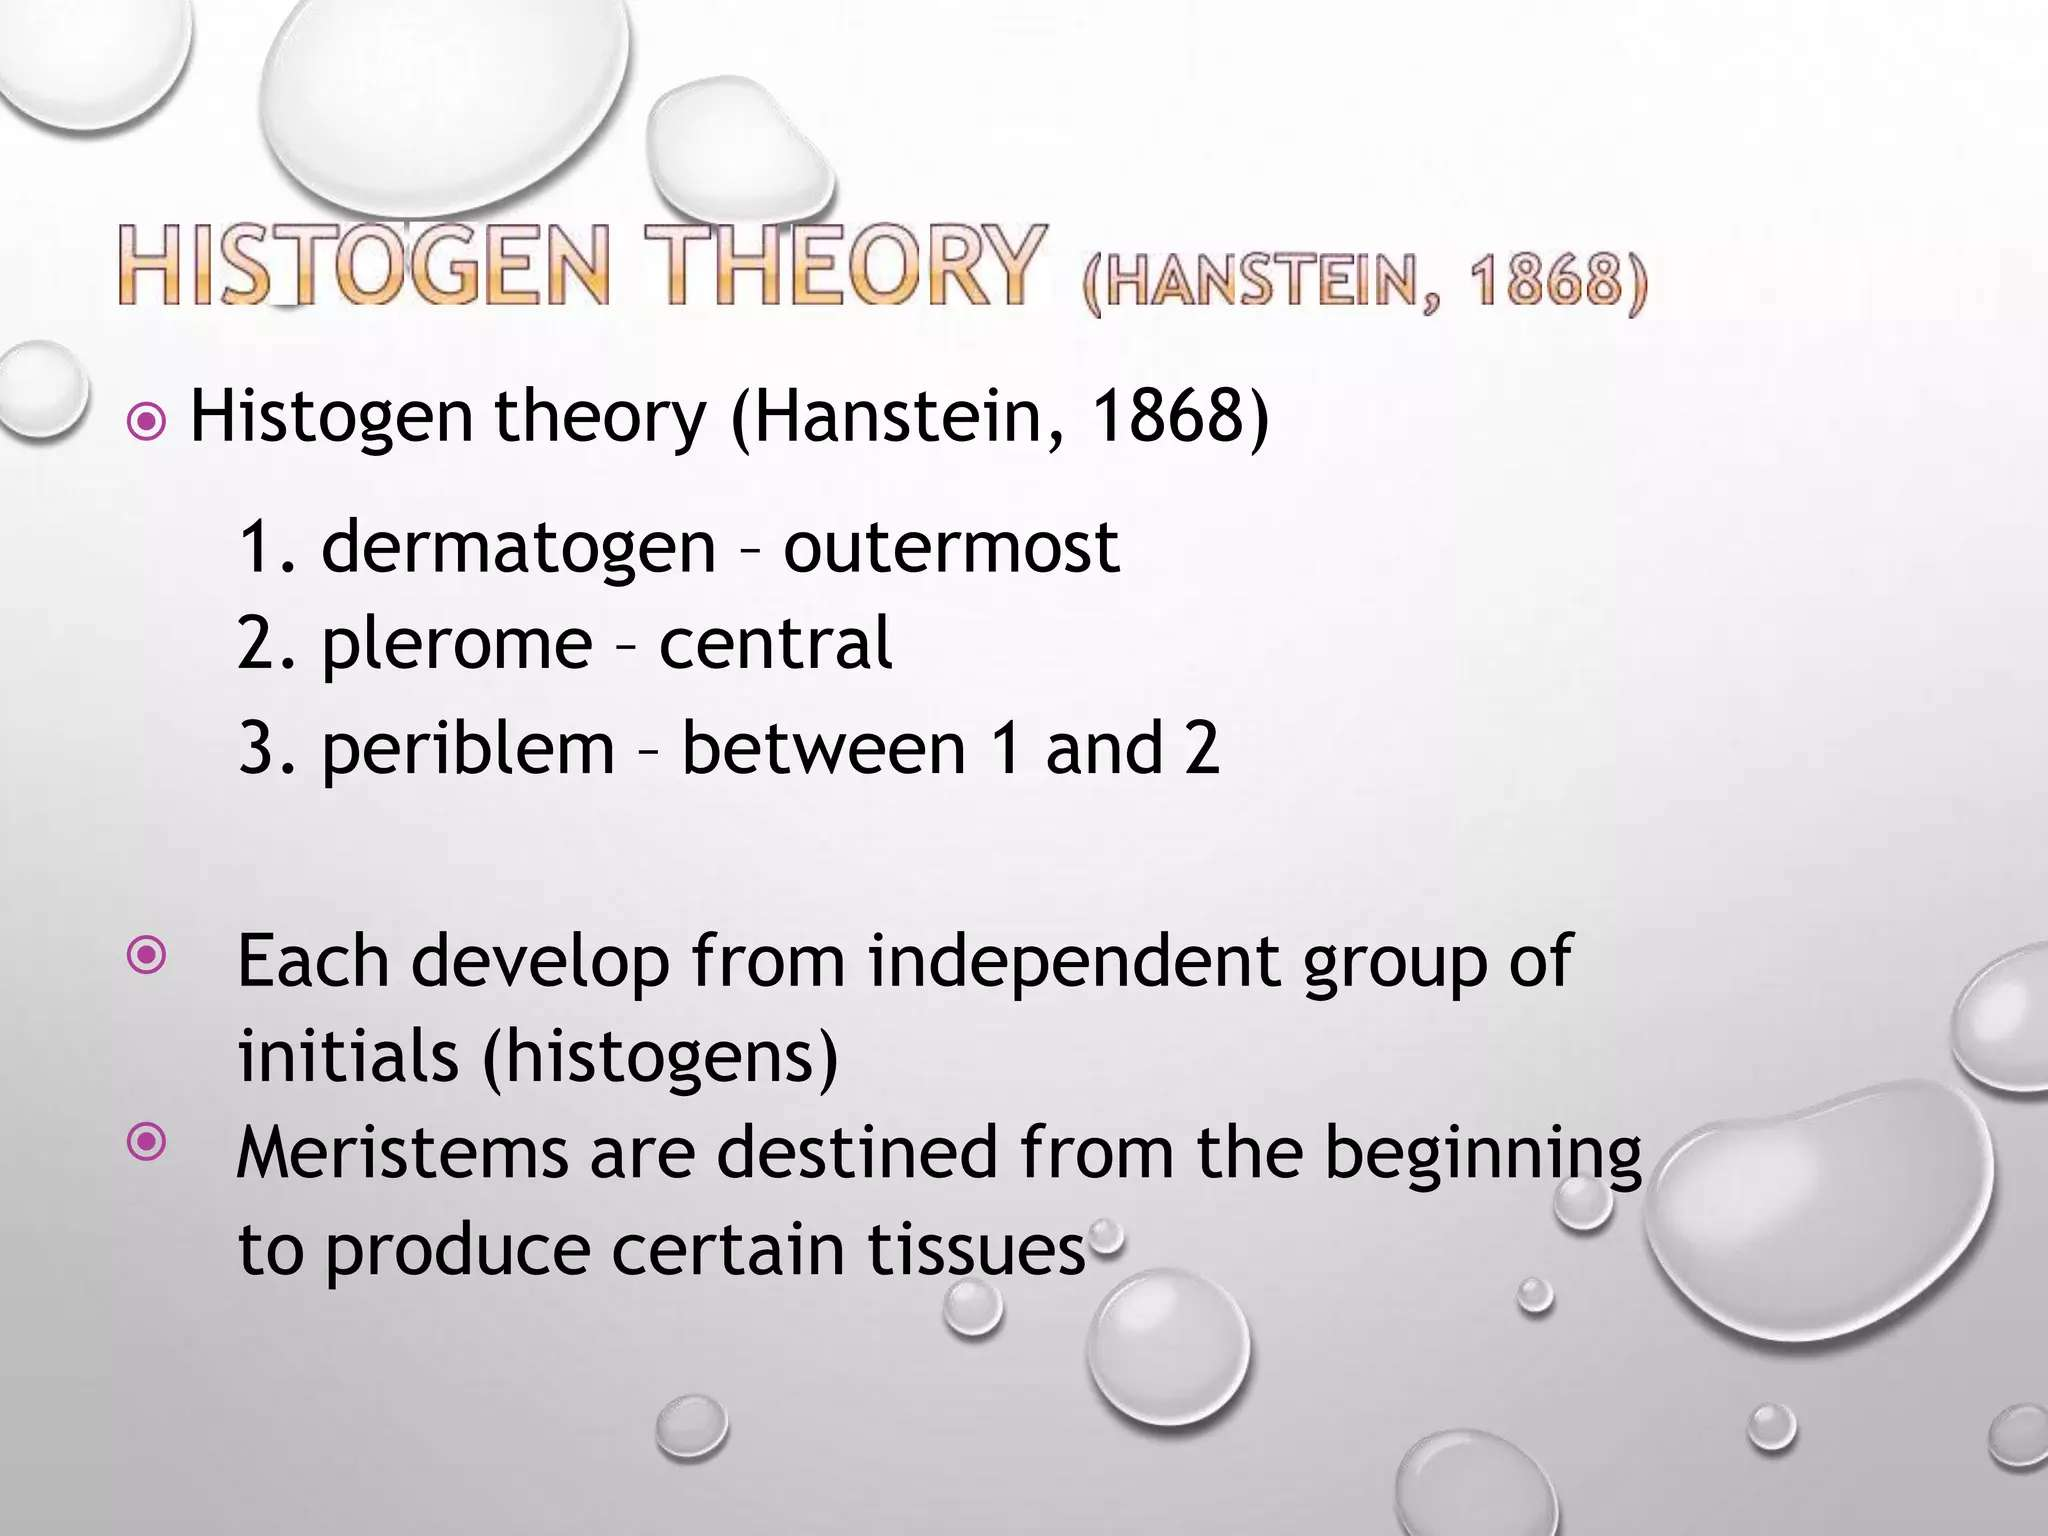 HISTOGEN THEORY (HANSTEIN, 1868)
Histogen theory (Hanstein, 1868)
1. dermatogen – outermost
2. plerome – central
3. periblem – between 1 and 2
Each develop from independent group of
initials (histogens)
Meristems are destined from the beginning
to produce certain tissues